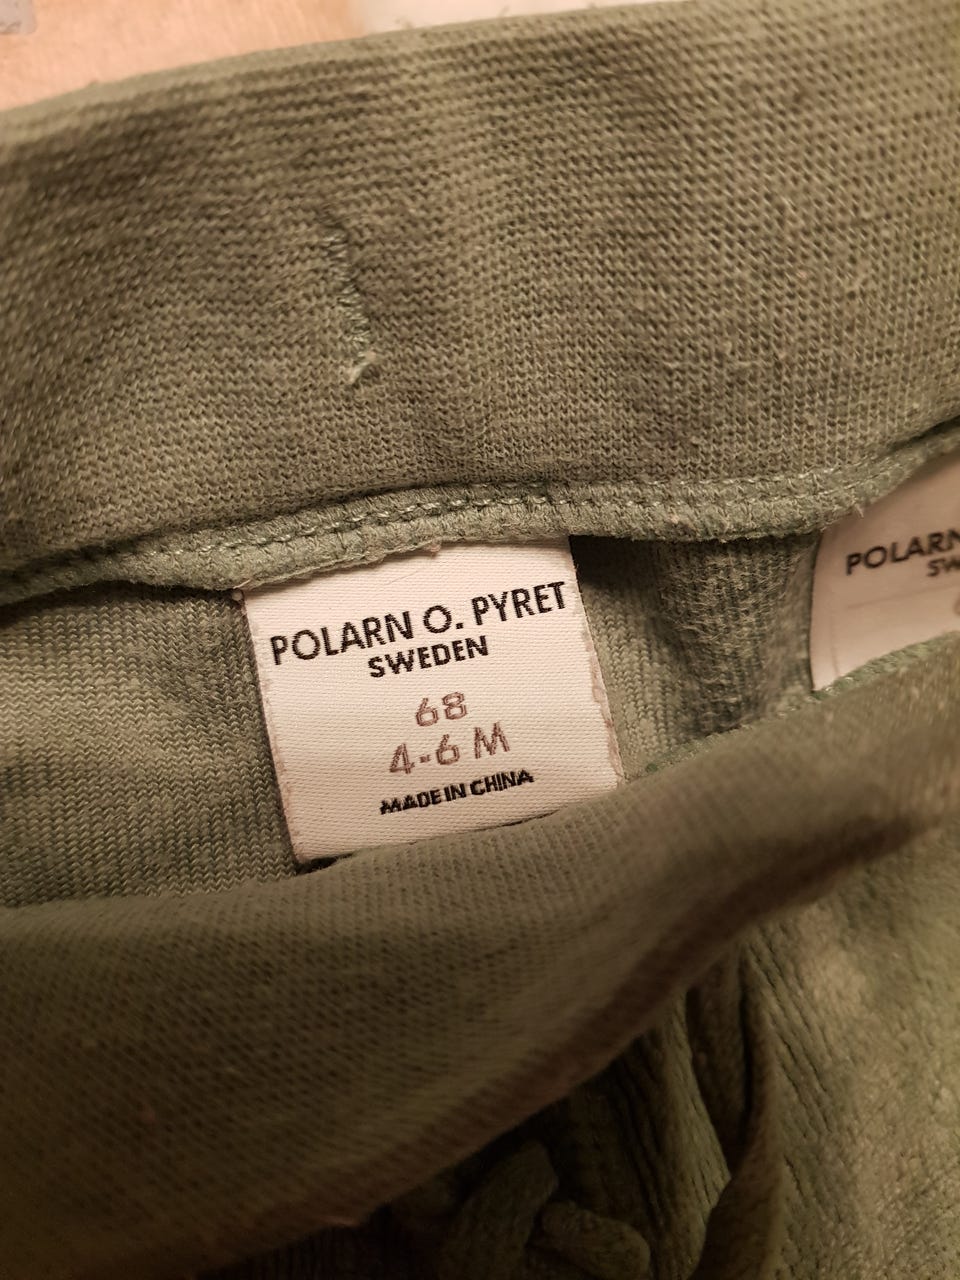 POLARN O. PYRET
SWEDEN
68
4-6 M
MADE IN CHINA
POLARN